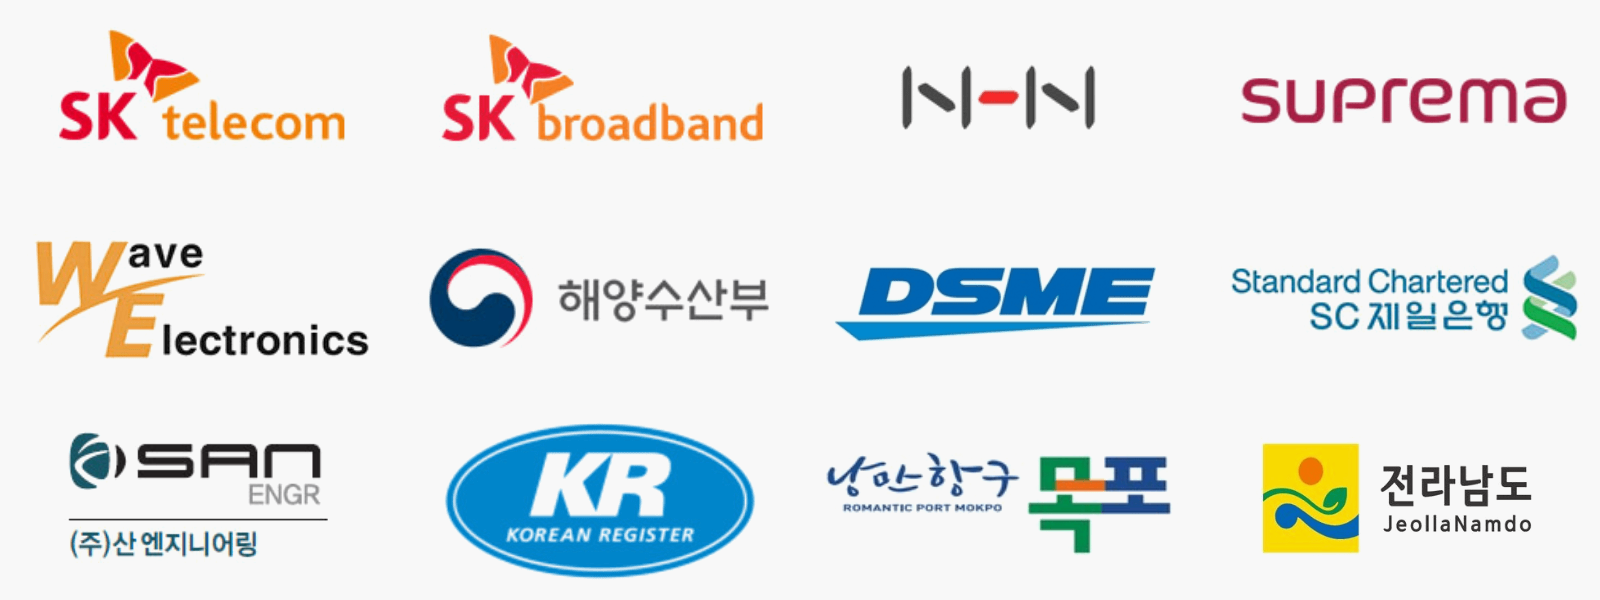 SK telecom
SK broadband
NHN
suprema
Wave
Electronics
해양수산부
DSME
Standard Chartered
SC제일은행
SAN
ENGR
(주)산엔지니어링
KR
KOREAN REGISTER
낭만항구 목포
ROMANTIC PORT MOKPO
전라남도
JeollaNamdo